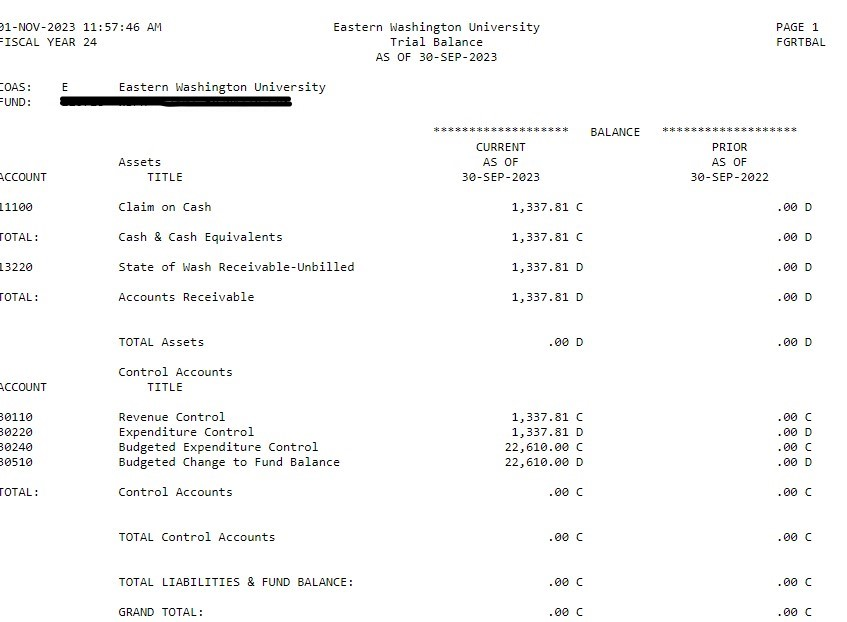 01-NOV-2023 11:57:46 AM Eastern Washington University PAGE 1
FISCAL YEAR 24 Trial Balance FGRTBAL
AS OF 30-SEP-2023
COAS: E Eastern Washington University
FUND:
******************* BALANCE *******************
CURRENT PRIOR
Assets AS OF AS OF
ACCOUNT TITLE 30-SEP-2023 30-SEP-2022
11100 Claim on Cash 1,337.81 C .00 D
TOTAL: Cash & Cash Equivalents 1,337.81 C .00 D
13220 State of Wash Receivable-Unbilled 1,337.81 D .00 D
TOTAL: Accounts Receivable 1,337.81 D .00 D
TOTAL Assets .00 D .00 D
Control Accounts
ACCOUNT TITLE
30110 Revenue Control 1,337.81 C .00 C
30220 Expenditure Control 1,337.81 D .00 D
30240 Budgeted Expenditure Control 22,610.00 C .00 C
30510 Budgeted Change to Fund Balance 22,610.00 D .00 D
TOTAL: Control Accounts .00 C .00 C
TOTAL Control Accounts .00 C .00 C
TOTAL LIABILITIES & FUND BALANCE: .00 C .00 C
GRAND TOTAL: .00 C .00 C